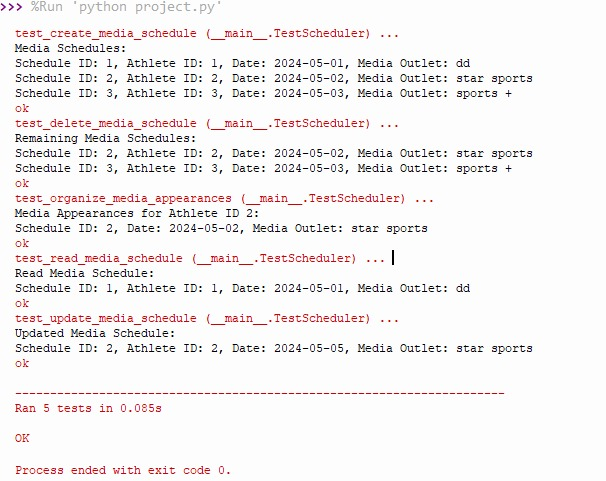 >>> %Run 'python project.py'
test_create_media_schedule (__main__.TestScheduler) ...
Media Schedules:
Schedule ID: 1, Athlete ID: 1, Date: 2024-05-01, Media Outlet: dd
Schedule ID: 2, Athlete ID: 2, Date: 2024-05-02, Media Outlet: star sports
Schedule ID: 3, Athlete ID: 3, Date: 2024-05-03, Media Outlet: sports +
ok
test_delete_media_schedule (__main__.TestScheduler) ...
Remaining Media Schedules:
Schedule ID: 2, Athlete ID: 2, Date: 2024-05-02, Media Outlet: star sports
Schedule ID: 3, Athlete ID: 3, Date: 2024-05-03, Media Outlet: sports +
ok
test_organize_media_appearances (__main__.TestScheduler) ...
Media Appearances for Athlete ID 2:
Schedule ID: 2, Date: 2024-05-02, Media Outlet: star sports
ok
test_read_media_schedule (__main__.TestScheduler) ...
Read Media Schedule:
Schedule ID: 1, Athlete ID: 1, Date: 2024-05-01, Media Outlet: dd
ok
test_update_media_schedule (__main__.TestScheduler) ...
Updated Media Schedule:
Schedule ID: 2, Athlete ID: 2, Date: 2024-05-05, Media Outlet: star sports
ok
----------------------------------------------------------------------
Ran 5 tests in 0.085s
OK
Process ended with exit code 0.